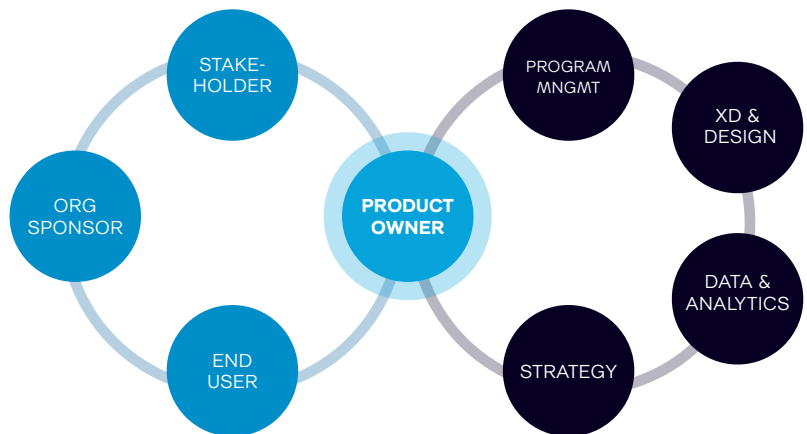 STAKE-
HOLDER
PROGRAM
MNGMT
XD &
DESIGN
ORG
SPONSOR
PRODUCT
OWNER
DATA &
ANALYTICS
END
USER
STRATEGY